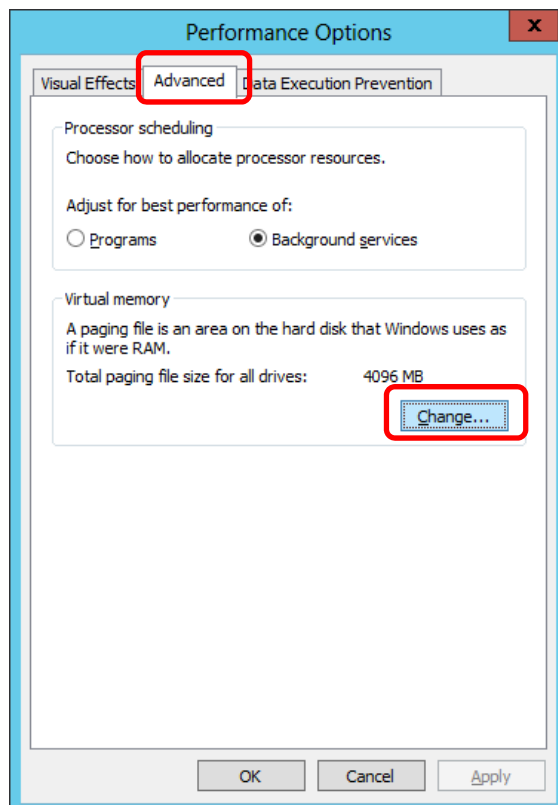 Performance Options
x
Visual Effects
Advanced
Data Execution Prevention
Processor scheduling
Choose how to allocate processor resources.
Adjust for best performance of:
Programs
Background services
Virtual memory
A paging file is an area on the hard disk that Windows uses as
if it were RAM.
Total paging file size for all drives:
4096 MB
Change...
OK
Cancel
Apply